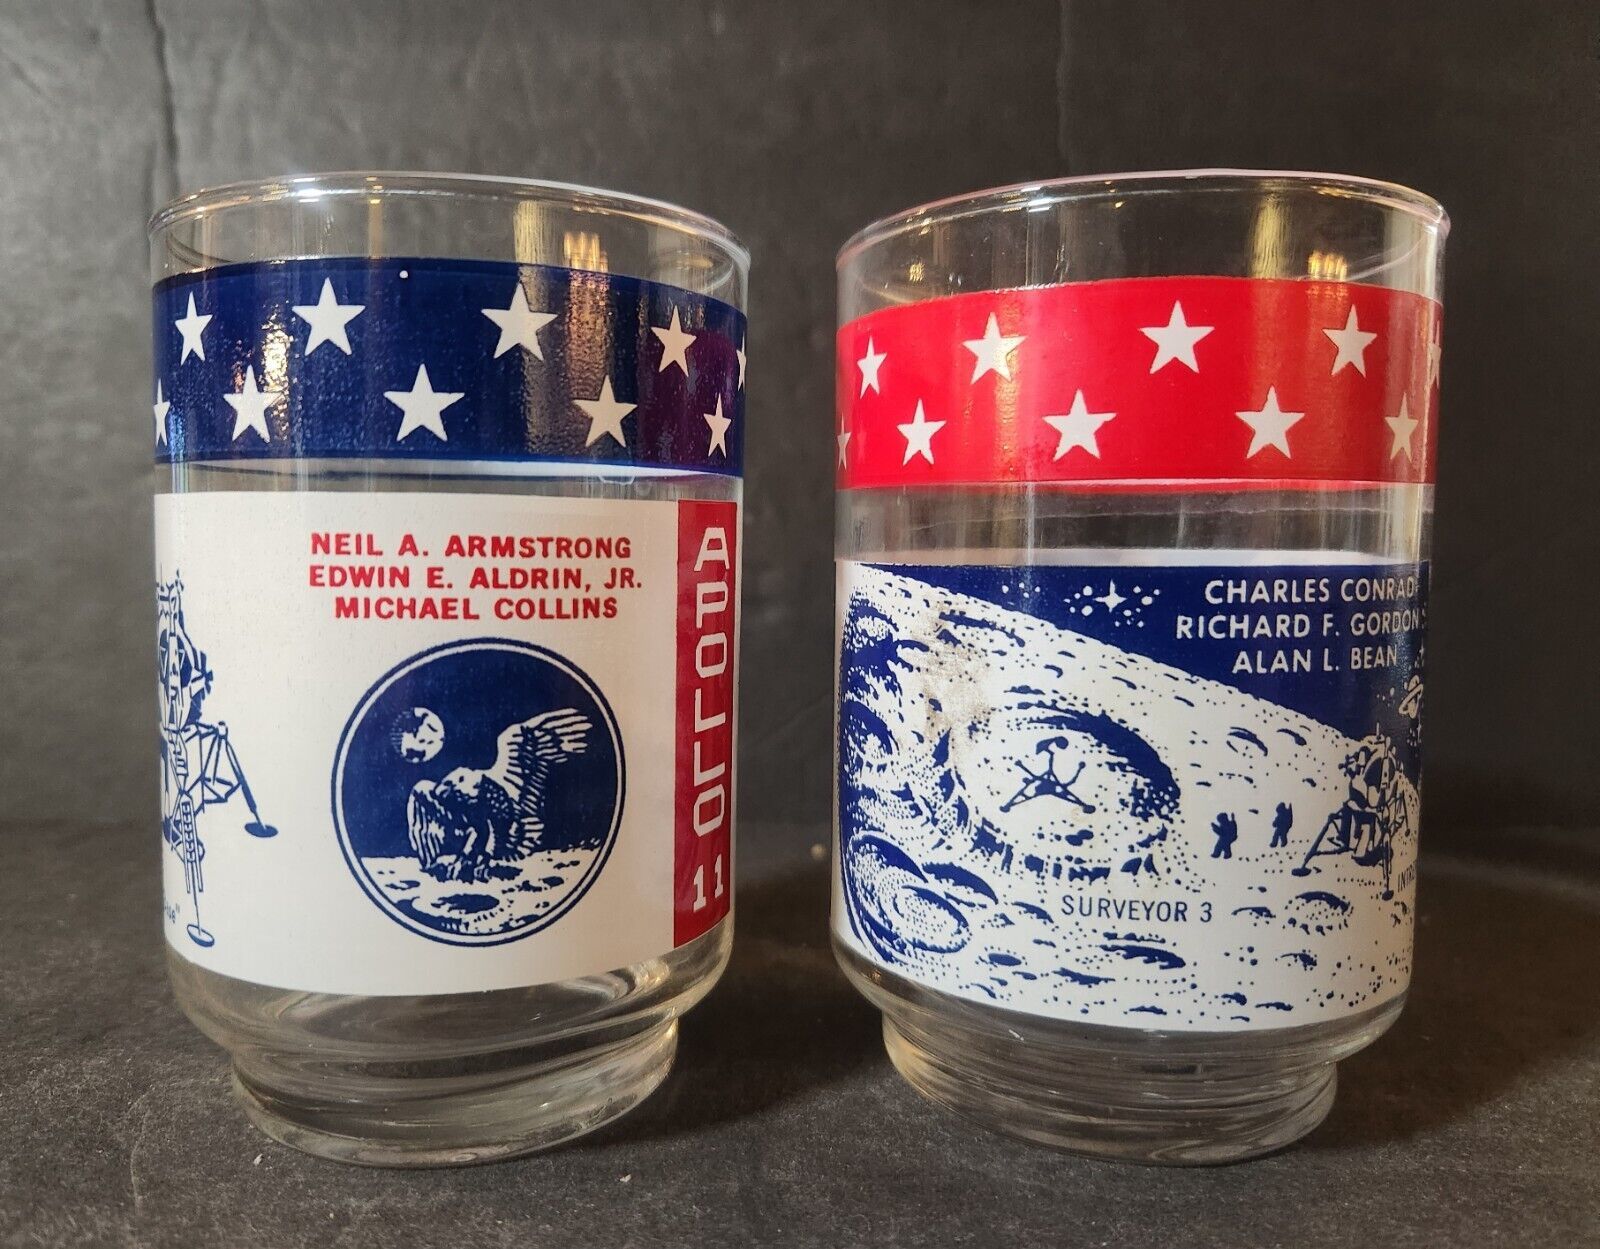 NEIL A. ARMSTRONG
EDWIN E. ALDRIN, JR.
MICHAEL COLLINS
APOLLO 11
CHARLES CONRAD
RICHARD F. GORDON
ALAN L. BEAN
SURVEYOR 3